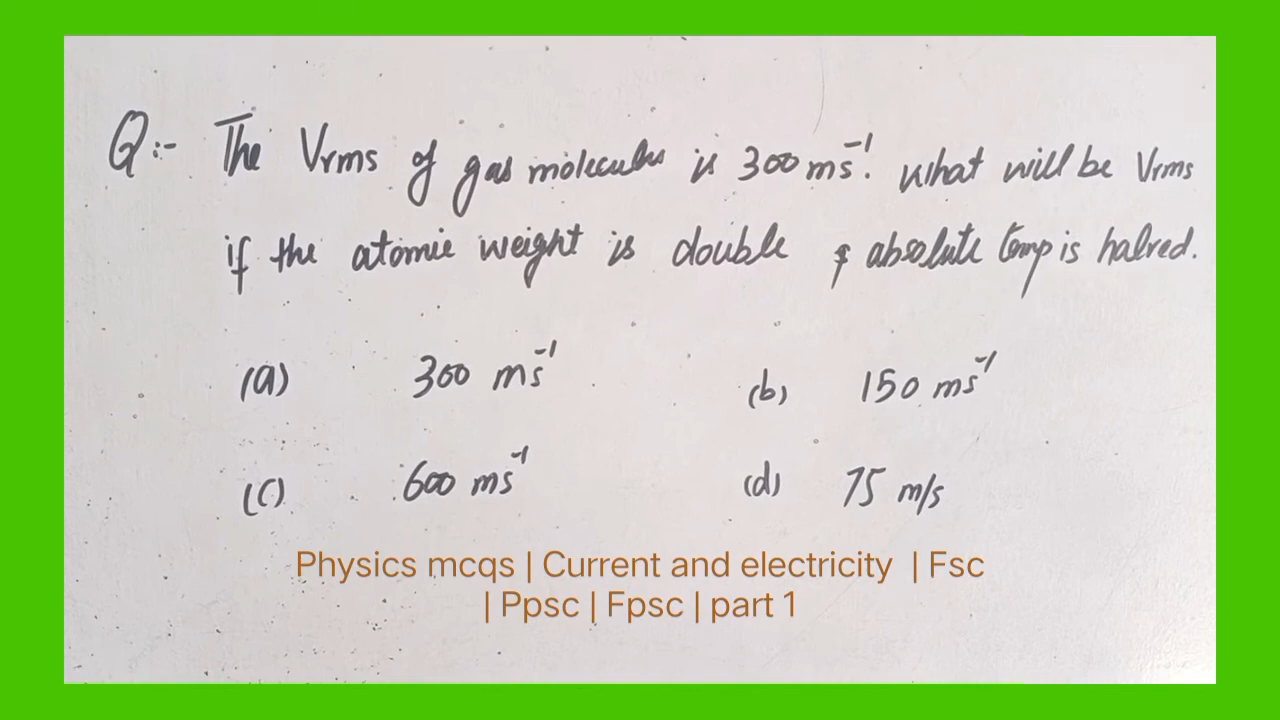 Q:- The Vrms of gas molecules is 300 ms⁻¹. what will be Vrms
if the atomic weight is double & absolute temp is halved.
(a) 300 ms⁻¹ (b) 150 ms⁻¹
(c) 600 ms⁻¹ (d) 75 m/s
Physics mcqs | Current and electricity | Fsc
| Ppsc | Fpsc | part 1